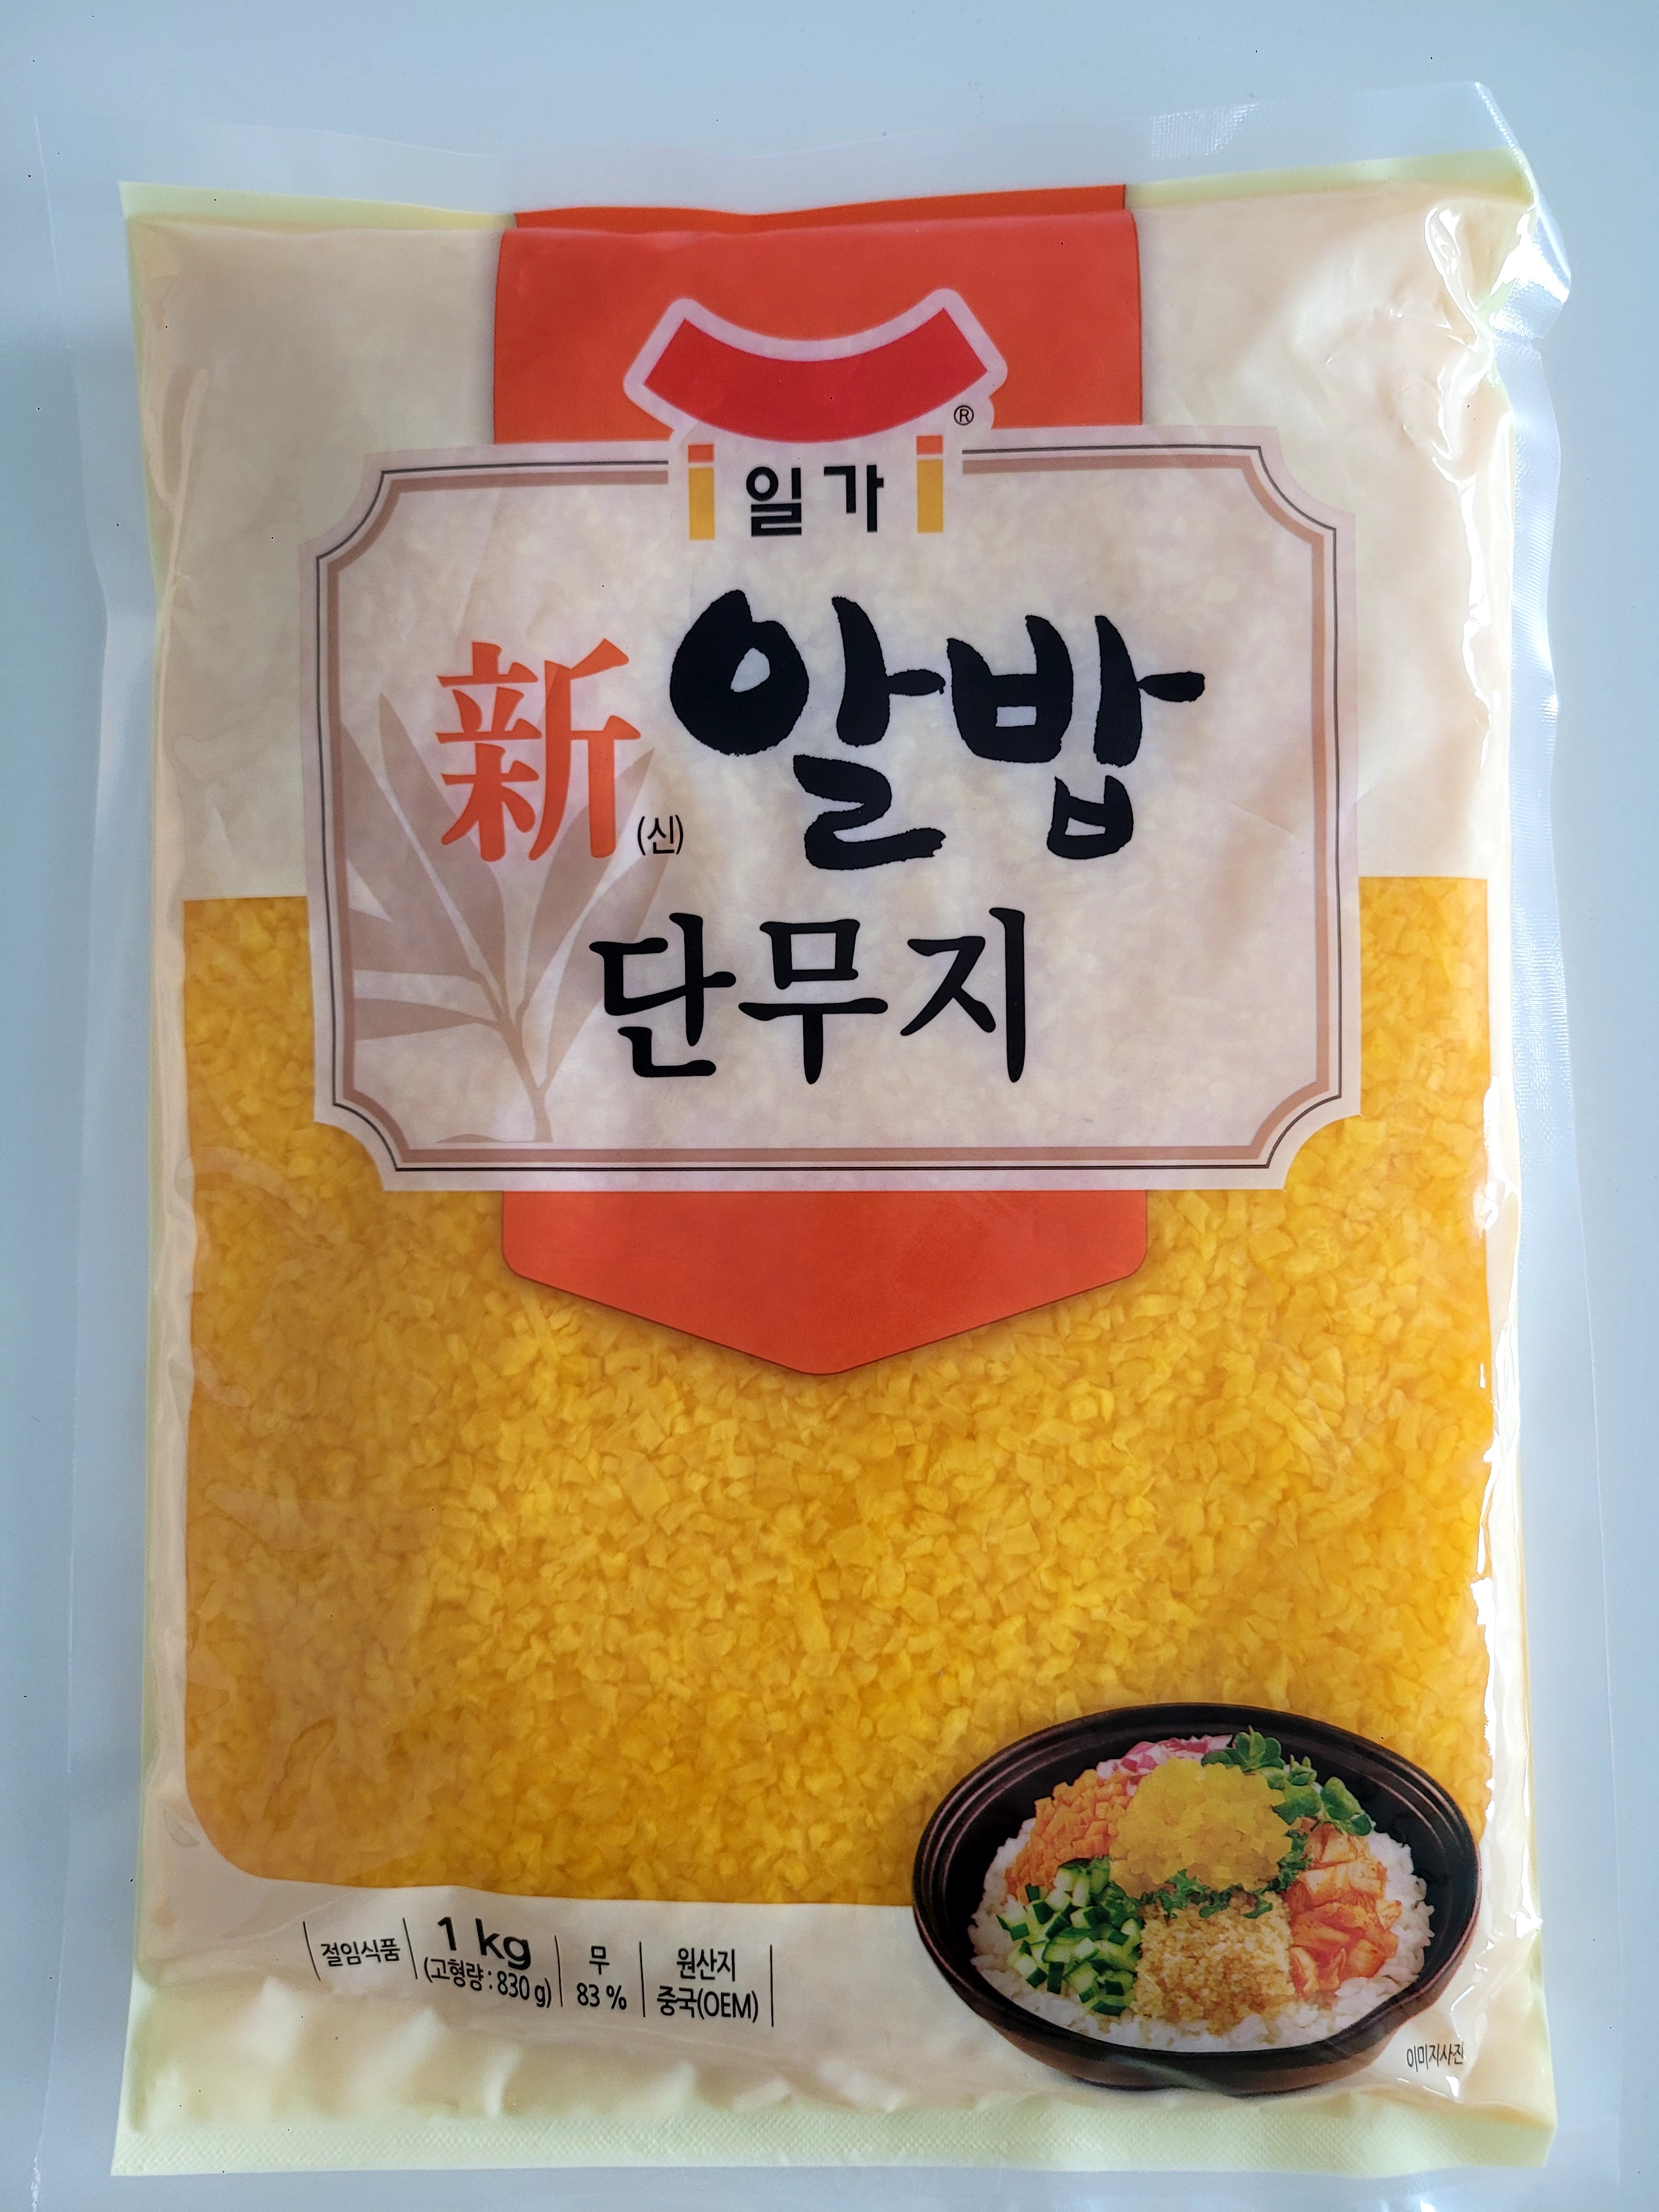 ®
일가
新(신) 알밥
단무지
절임식품
1 kg
(고형량 : 830 g)
무
83 %
원산지
중국(OEM)
이미지사진